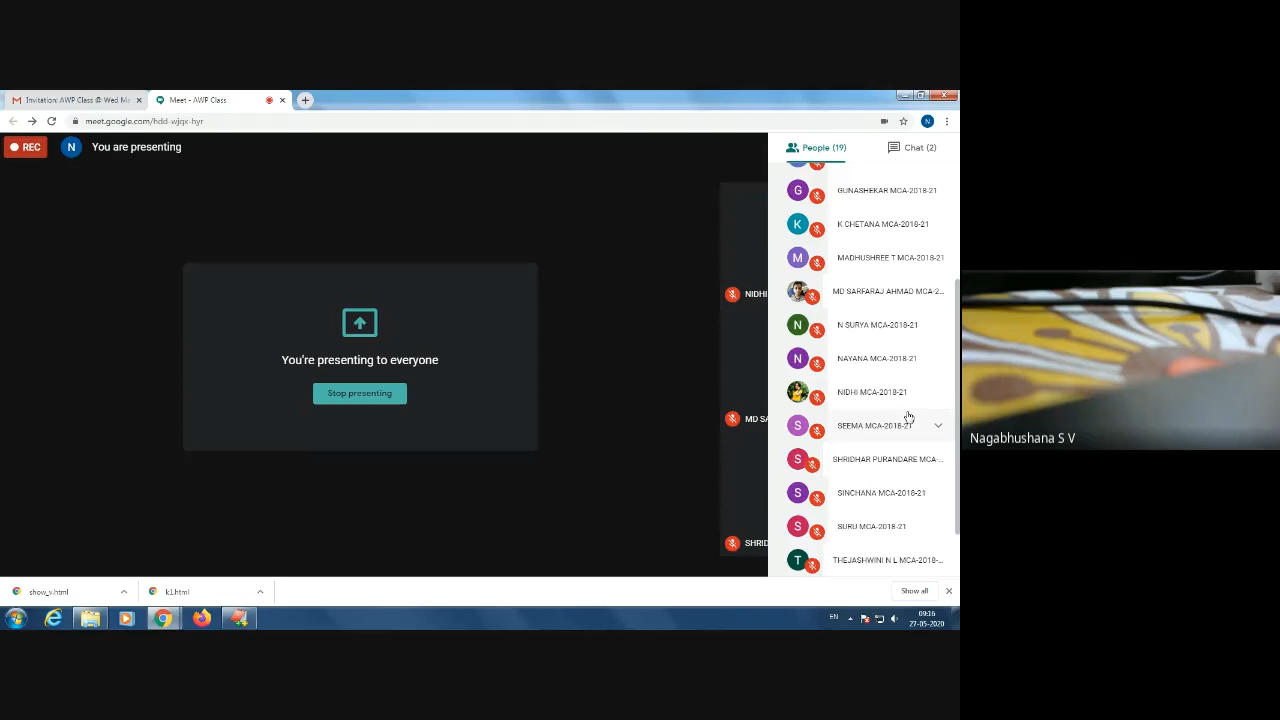 Invitation: AWP Class @ Wed Ma
Meet - AWP Class
meet.google.com/hdd-wjqx-hyr
REC
N
You are presenting
People (19)
Chat (2)
G
GUNASHEKAR MCA-2018-21
K
K CHETANA MCA-2018-21
M
MADHUSHREE T MCA-2018-21
MD SARFARAJ AHMAD MCA-2...
N
N SURYA MCA-2018-21
N
NAYANA MCA-2018-21
NIDHI MCA-2018-21
S
SEEMA MCA-2018-21
S
SHRIDHAR PURANDARE MCA-...
S
SINCHANA MCA-2018-21
S
SURU MCA-2018-21
T
THEJASHWINI N L MCA-2018-...
NIDHI
MD SA
SHRID
You're presenting to everyone
Stop presenting
Nagabhushana S V
show_v.html
k1.html
Show all
EN
09:16
27-05-2020